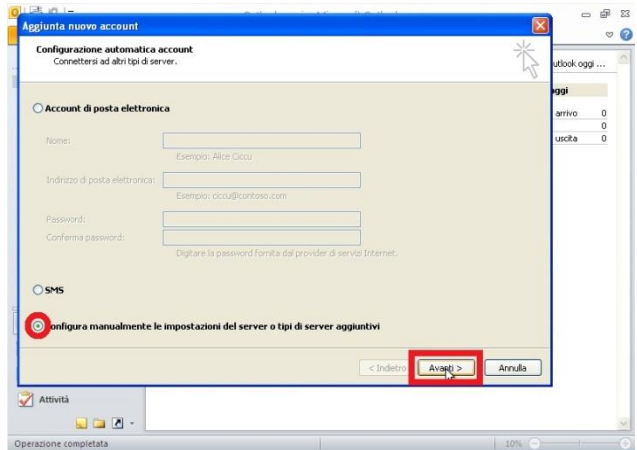 Aggiunta nuovo account
Configurazione automatica account
Connettersi ad altri tipi di server.
utlook oggi ...
aggi
arrivo 0
0
uscita 0
Account di posta elettronica
Nome:
Esempio: Alice Ciccu
Indirizzo di posta elettronica:
Esempio: ciccu@contoso.com
Password:
Conferma password:
Digitare la password fornita dal provider di servizi Internet.
SMS
onfigura manualmente le impostazioni del server o tipi di server aggiuntivi
< Indietro
Avanti >
Annulla
Attività
Operazione completata
10%